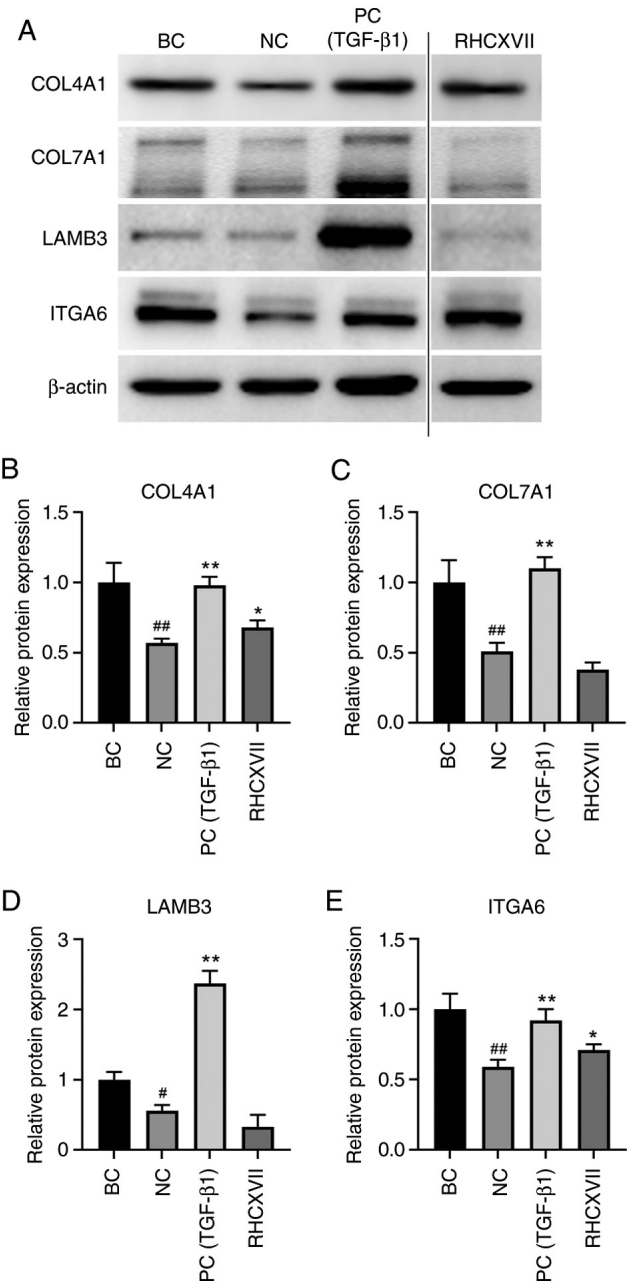 A
BC
NC
PC
(TGF-β1)
RHCXVII
COL4A1
COL7A1
LAMB3
ITGA6
β-actin
B
COL4A1
Relative protein expression
1.5
1.0
0.5
0.0
##
**
*
BC
NC
PC (TGF-β1)
RHCXVII
C
COL7A1
Relative protein expression
1.5
1.0
0.5
0.0
##
**
BC
NC
PC (TGF-β1)
RHCXVII
D
LAMB3
Relative protein expression
3
2
1
0
#
**
BC
NC
PC (TGF-β1)
RHCXVII
E
ITGA6
Relative protein expression
1.5
1.0
0.5
0.0
##
**
*
BC
NC
PC (TGF-β1)
RHCXVII